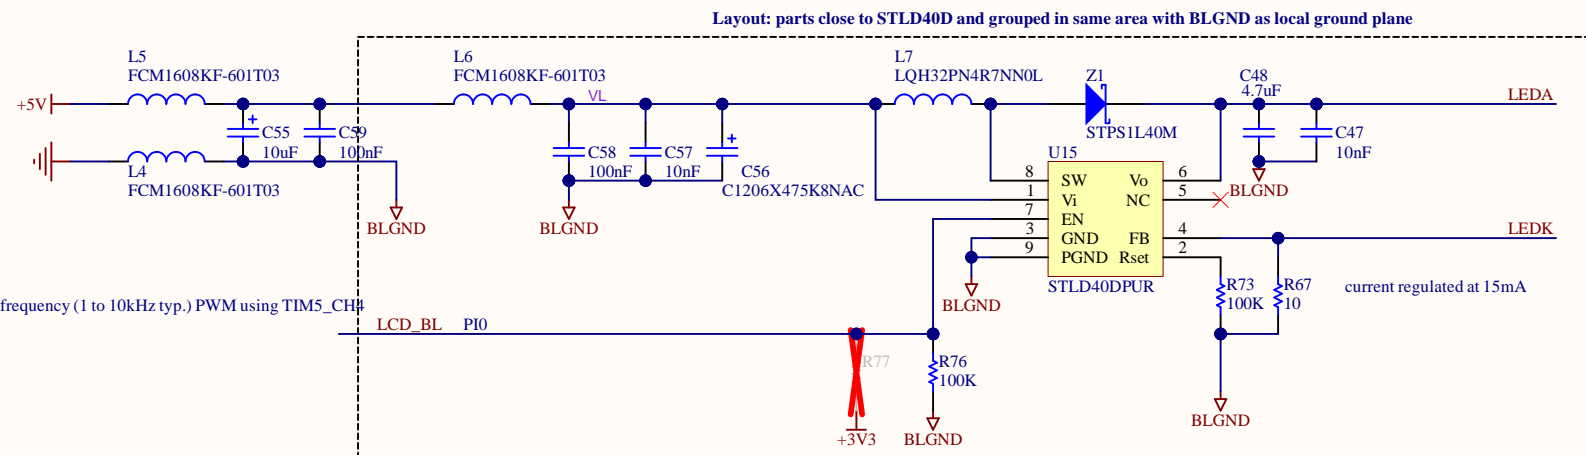 Layout: parts close to STLD40D and grouped in same area with BLGND as local ground plane
L5
FCM1608KF-601T03
L6
FCM1608KF-601T03
L7
LQH32PN4R7NN0L
Z1
STPS1L40M
C48
4.7uF
+5V
VL
LEDA
C55
10uF
C59
100nF
L4
FCM1608KF-601T03
C58
100nF
C57
10nF
C56
C1206X475K8NAC
C47
10nF
BLGND
BLGND
BLGND
U15
8 SW Vo 6
1 Vi NC 5
7 EN
3 GND FB 4
9 PGND Rset 2
STLD40DPUR
LEDK
BLGND
R73
100K
R67
10
current regulated at 15mA
frequency (1 to 10kHz typ.) PWM using TIM5_CH4
LCD_BL PI0
R77
R76
100K
+3V3
BLGND
BLGND